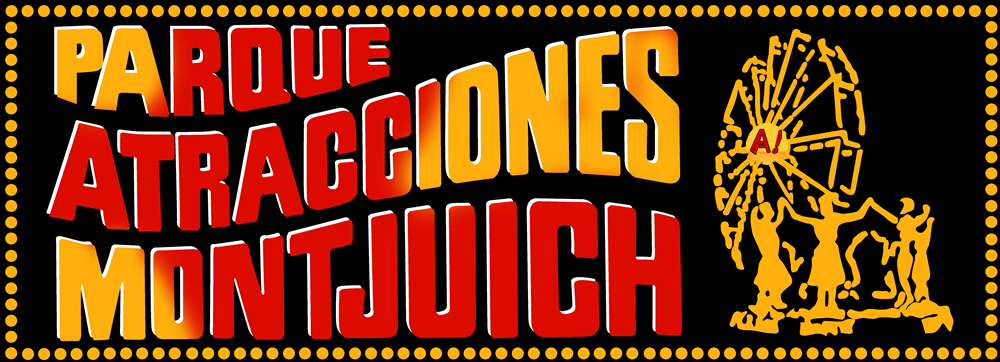 PARQUE
ATRACCIONES
MONTJUICH
A!